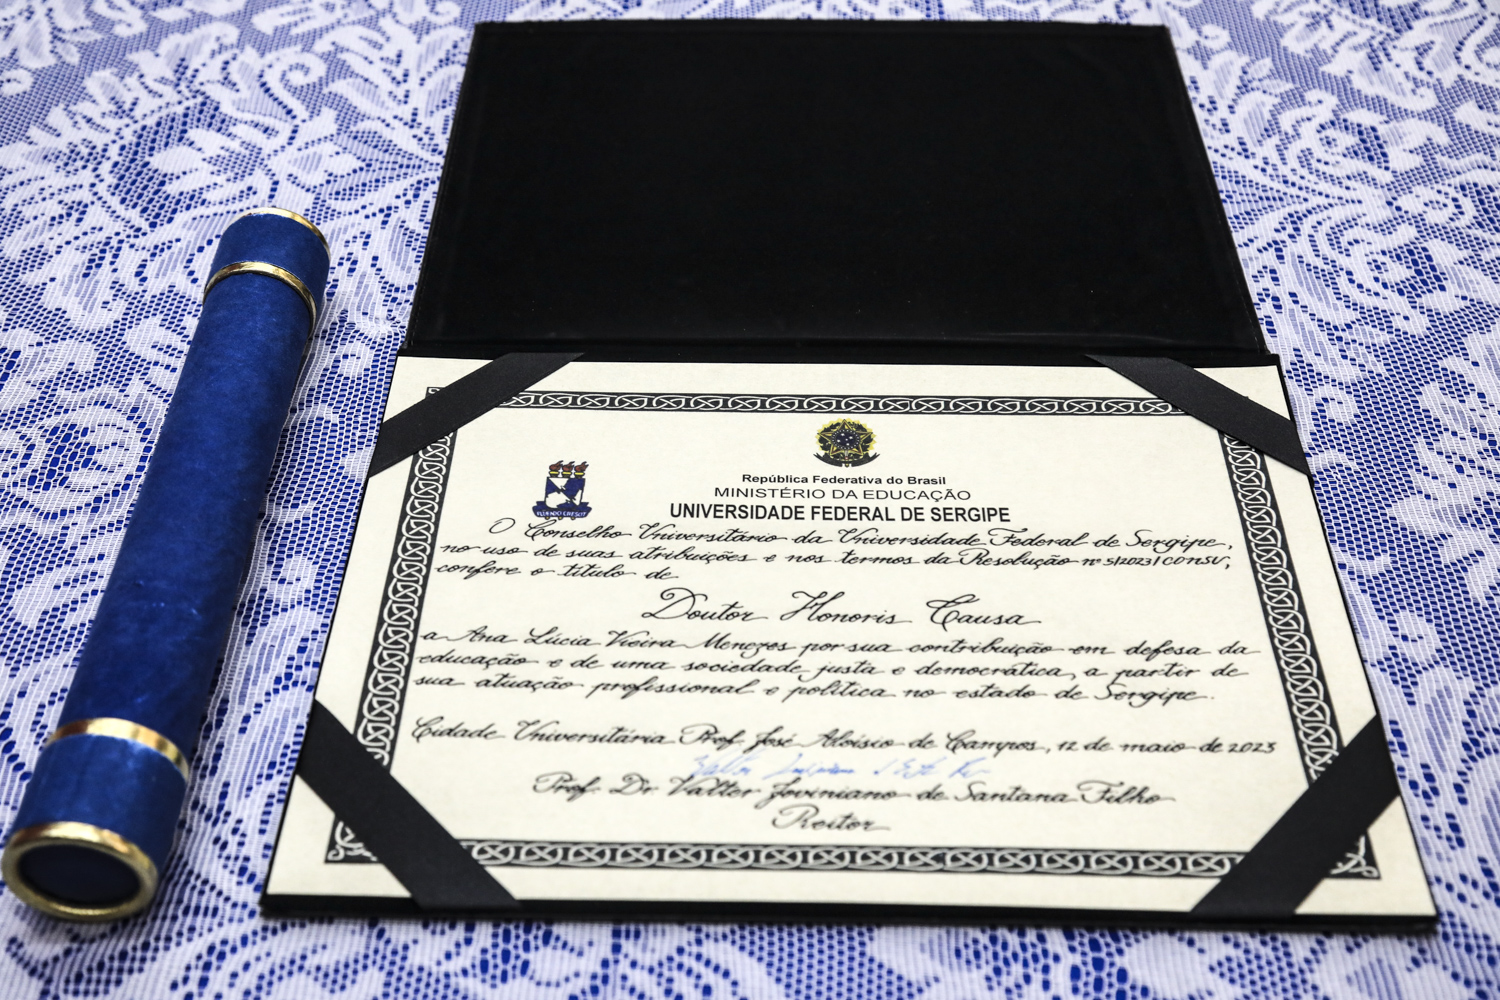 República Federativa do Brasil
MINISTÉRIO DA EDUCAÇÃO
UNIVERSIDADE FEDERAL DE SERGIPE
O Conselho Universitário da Universidade Federal de Sergipe,
no uso de suas atribuições e nos termos da Resolução nº 5/2023/CONSU,
confere o título de
Doutor Honoris Causa
a Ana Lúcia Vieira Menezes por sua contribuição em defesa da
educação e de uma sociedade justa e democrática, a partir de
sua atuação profissional e política no estado de Sergipe.
Cidade Universitária Prof. José Aloísio de Campos, 12 de maio de 2023
Prof. Dr. Valter Joviniano de Santana Filho
Reitor